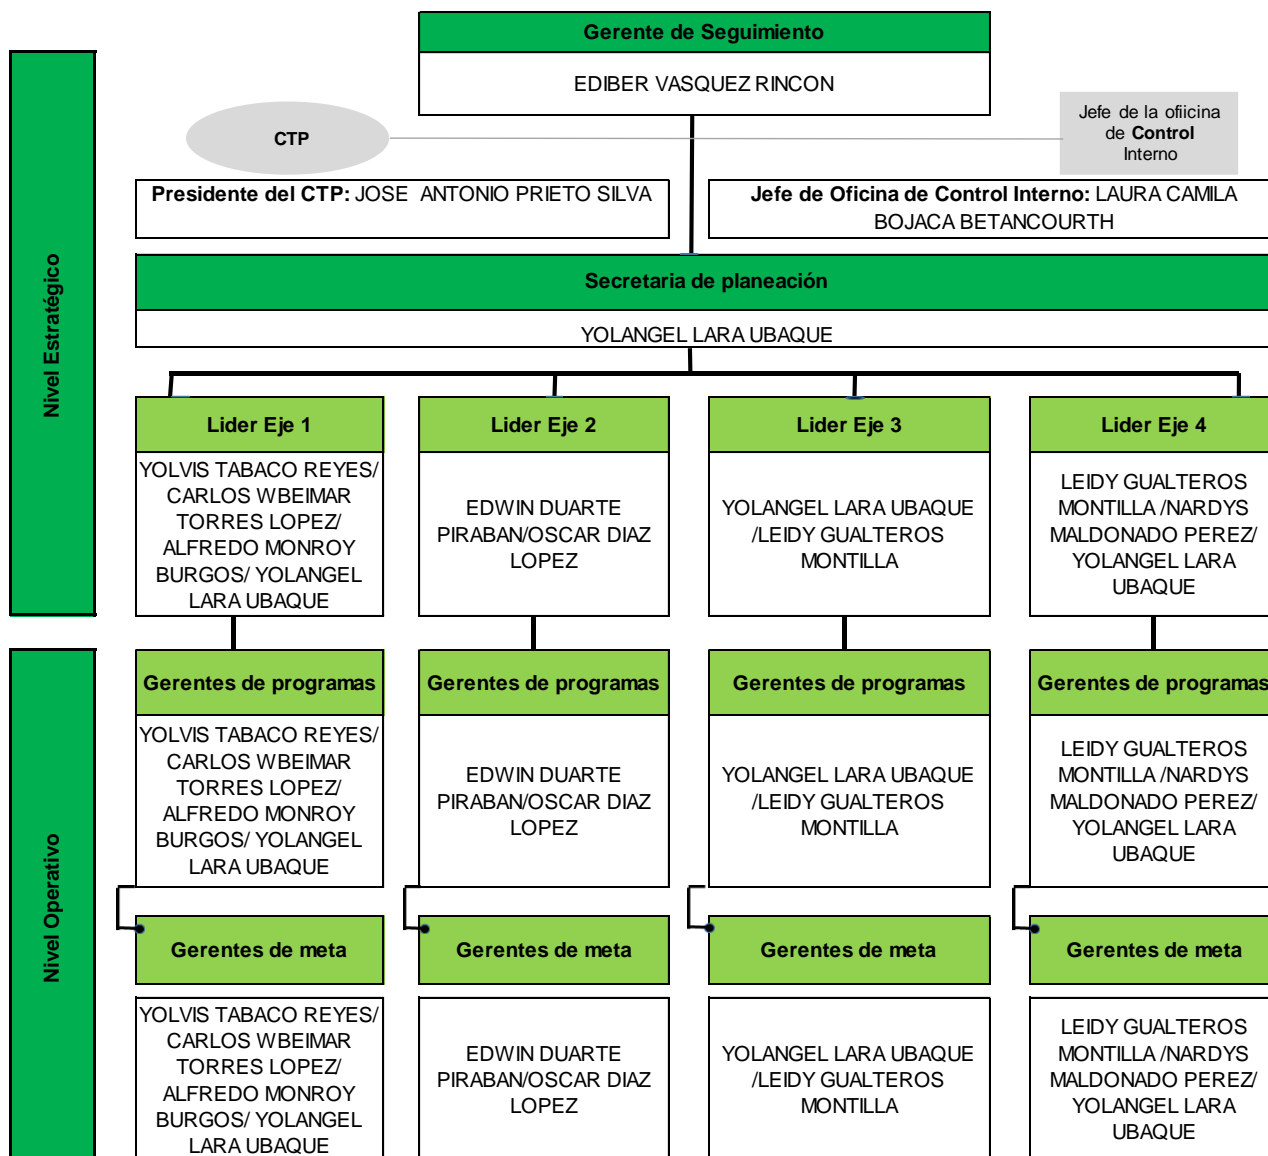 Gerente de Seguimiento
EDIBER VASQUEZ RINCON
CTP
Jefe de la ofiicina
de Control
Interno
Presidente del CTP: JOSE ANTONIO PRIETO SILVA
Jefe de Oficina de Control Interno: LAURA CAMILA
BOJACA BETANCOURTH
Nivel Estratégico
Secretaria de planeación
YOLANGEL LARA UBAQUE
Lider Eje 1
YOLVIS TABACO REYES/
CARLOS WBEIMAR
TORRES LOPEZ/
ALFREDO MONROY
BURGOS/ YOLANGEL
LARA UBAQUE
Lider Eje 2
EDWIN DUARTE
PIRABAN/OSCAR DIAZ
LOPEZ
Lider Eje 3
YOLANGEL LARA UBAQUE
/LEIDY GUALTEROS
MONTILLA
Lider Eje 4
LEIDY GUALTEROS
MONTILLA /NARDYS
MALDONADO PEREZ/
YOLANGEL LARA
UBAQUE
Nivel Operativo
Gerentes de programas
YOLVIS TABACO REYES/
CARLOS WBEIMAR
TORRES LOPEZ/
ALFREDO MONROY
BURGOS/ YOLANGEL
LARA UBAQUE
Gerentes de programas
EDWIN DUARTE
PIRABAN/OSCAR DIAZ
LOPEZ
Gerentes de programas
YOLANGEL LARA UBAQUE
/LEIDY GUALTEROS
MONTILLA
Gerentes de programas
LEIDY GUALTEROS
MONTILLA /NARDYS
MALDONADO PEREZ/
YOLANGEL LARA
UBAQUE
Gerentes de meta
YOLVIS TABACO REYES/
CARLOS WBEIMAR
TORRES LOPEZ/
ALFREDO MONROY
BURGOS/ YOLANGEL
LARA UBAQUE
Gerentes de meta
EDWIN DUARTE
PIRABAN/OSCAR DIAZ
LOPEZ
Gerentes de meta
YOLANGEL LARA UBAQUE
/LEIDY GUALTEROS
MONTILLA
Gerentes de meta
LEIDY GUALTEROS
MONTILLA /NARDYS
MALDONADO PEREZ/
YOLANGEL LARA
UBAQUE